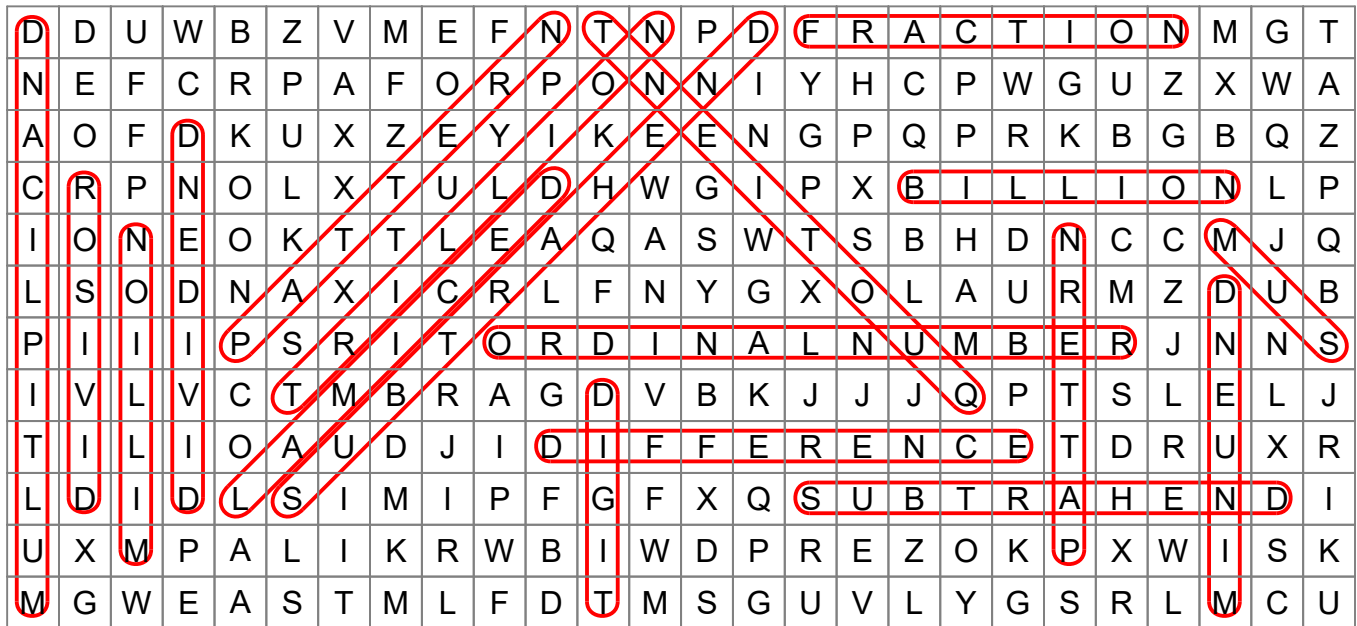 D D U W B Z V M E F N T N P D F R A C T I O N M G T
N E F C R P A F O R P O N N I Y H C P W G U Z X W A
A O F D K U X Z E Y I K E E N G P Q P R K B G B Q Z
C R P N O L X T U L D H W G I P X B I L L I O N L P
I O N E O K T T L E A Q A S W T S B H D N C C M J Q
L S O D N A X I C R L F N Y G X O L A U R M Z D U B
P I I I P S R I T O R D I N A L N U M B E R J N N S
I V L V C T M B R A G D V B K J J J Q P T S L E L J
T I L I O A U D J I D I F F E R E N C E T D R U X R
L D I D L S I M I P F G F X Q S U B T R A H E N D I
U X M P A L I K R W B I W D P R E Z O K P X W I S K
M G W E A S T M L F D T M S G U V L Y G S R L M C U